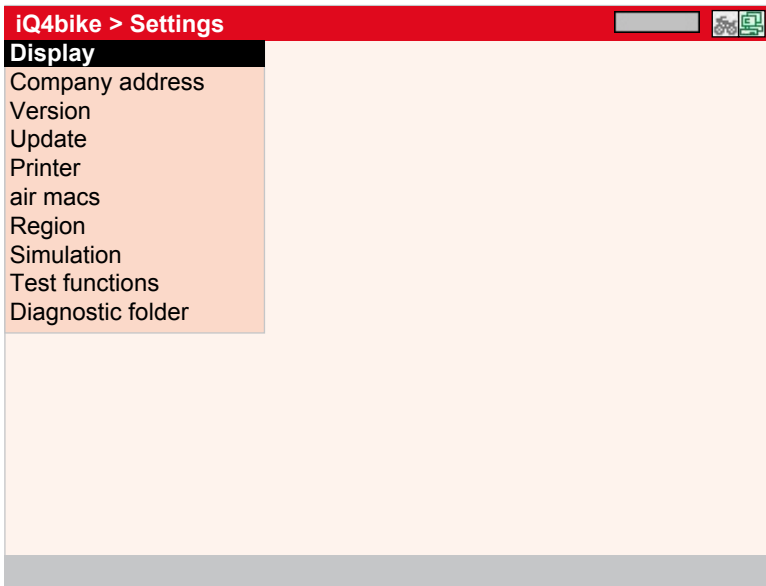 iQ4bike > Settings
Display
Company address
Version
Update
Printer
air macs
Region
Simulation
Test functions
Diagnostic folder